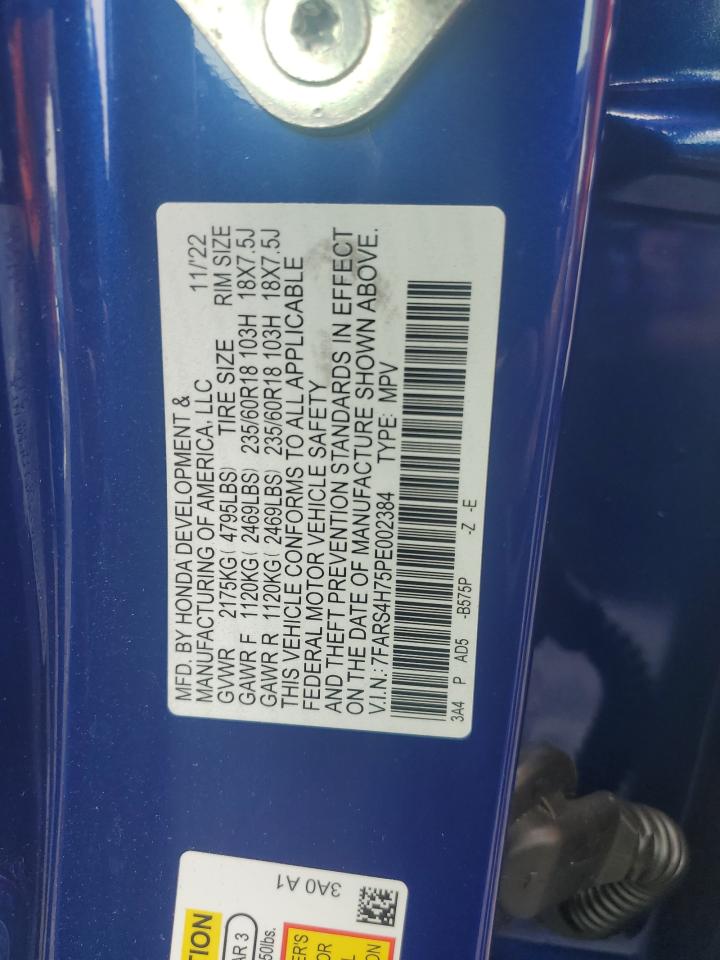 MFD. BY HONDA DEVELOPMENT &
MANUFACTURING OF AMERICA, LLC 11/'22
GVWR 2175KG( 4795LBS) TIRE SIZE RIM SIZE
GAWR F 1120KG( 2469LBS) 235/60R18 103H 18X7.5J
GAWR R 1120KG( 2469LBS) 235/60R18 103H 18X7.5J
THIS VEHICLE CONFORMS TO ALL APPLICABLE
FEDERAL MOTOR VEHICLE SAFETY
AND THEFT PREVENTION STANDARDS IN EFFECT
ON THE DATE OF MANUFACTURE SHOWN ABOVE.
V.I.N.:7FARS4H75PE002384 TYPE: MPV
3A4 P AD5 -B575P -Z -E
3A0 A1